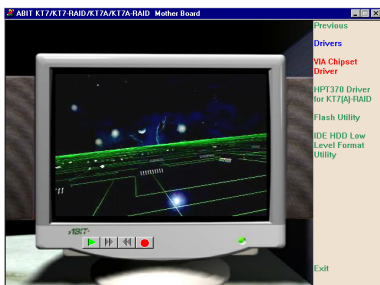 ABIT KT7/KT7-RAID/KT7A/KT7A-RAID Mother Board
Previous
Drivers
VIA Chipset
Driver
HPT370 Driver
for KT7(A)-RAID
Flash Utility
IDE HDD Low
Level Format
Utility
ABIT
Exit